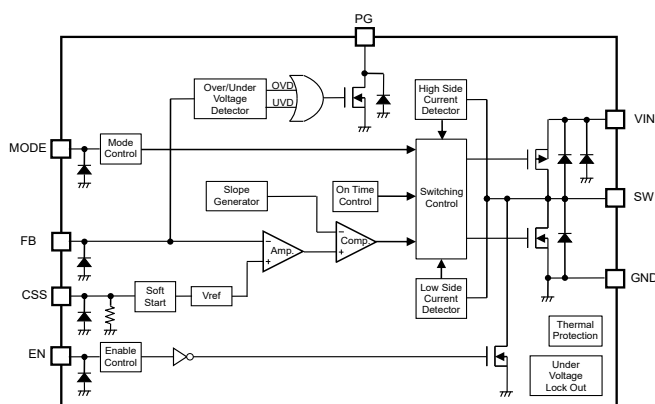 PG
Over/Under
Voltage
Detector
OVD
UVD
High Side
Current
Detector
VIN
MODE
Mode
Control
Slope
Generator
On Time
Control
Switching
Control
SW
FB
−
+
Amp.
−
+
Comp.
GND
CSS
Soft
Start
Vref
Low Side
Current
Detector
Thermal
Protection
EN
Enable
Control
Under
Voltage
Lock Out